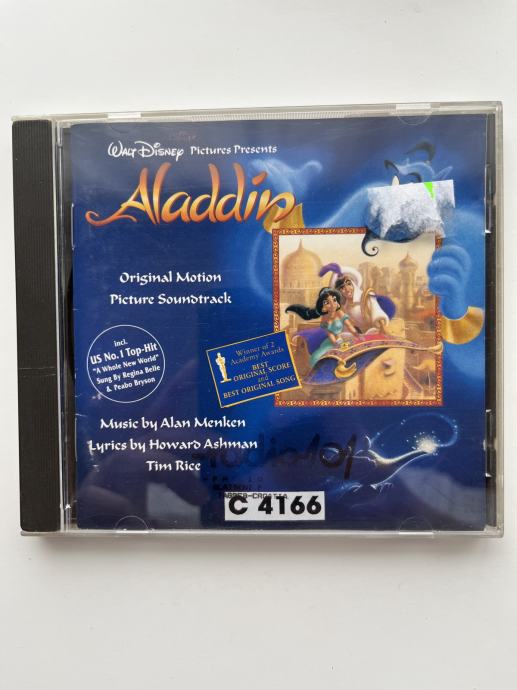 WALT DISNEY Pictures Presents
Aladdin
Original Motion
Picture Soundtrack
incl.
US No. 1 Top-Hit
"A Whole New World"
Sung By Regina Belle
& Peabo Bryson
Winner of 2
Academy Awards
BEST
ORIGINAL SCORE
and
BEST ORIGINAL SONG
Music by Alan Menken
Lyrics by Howard Ashman
Tim Rice
ZAGREB-CROATIA
C 4166